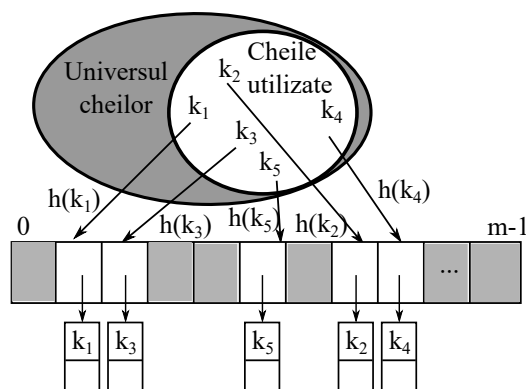 Universul
cheilor
Cheile
utilizate
k2
k1
k4
k3
k5
h(k1)
h(k3)
h(k5)
h(k2)
h(k4)
0
m-1
...
k1
k3
k5
k2
k4